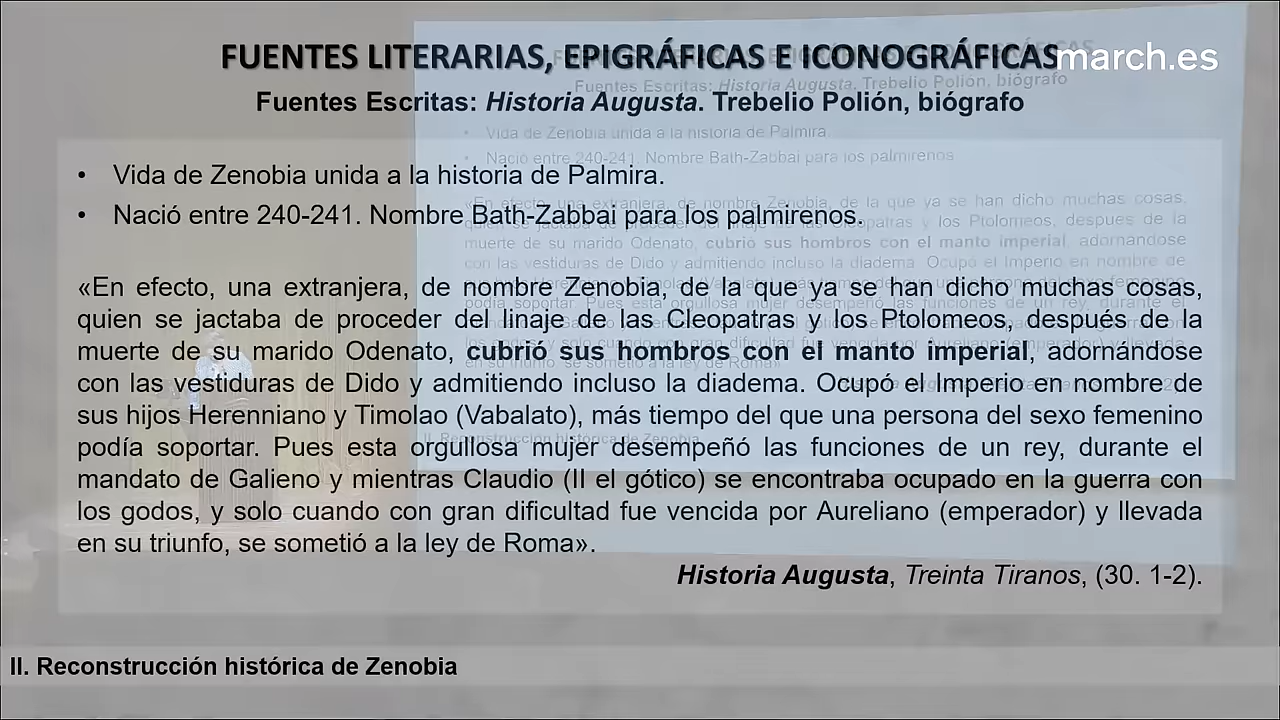 FUENTES LITERARIAS, EPIGRÁFICAS E ICONOGRÁFICAS
march.es
Fuentes Escritas: Historia Augusta. Trebelio Polión, biógrafo
• Vida de Zenobia unida a la historia de Palmira.
• Nació entre 240-241. Nombre Bath-Zabbai para los palmirenos.
«En efecto, una extranjera, de nombre Zenobia, de la que ya se han dicho muchas cosas,
quien se jactaba de proceder del linaje de las Cleopatras y los Ptolomeos, después de la
muerte de su marido Odenato, cubrió sus hombros con el manto imperial, adornándose
con las vestiduras de Dido y admitiendo incluso la diadema. Ocupó el Imperio en nombre de
sus hijos Herenniano y Timolao (Vabalato), más tiempo del que una persona del sexo femenino
podía soportar. Pues esta orgullosa mujer desempeñó las funciones de un rey, durante el
mandato de Galieno y mientras Claudio (II el gótico) se encontraba ocupado en la guerra con
los godos, y solo cuando con gran dificultad fue vencida por Aureliano (emperador) y llevada
en su triunfo, se sometió a la ley de Roma».
Historia Augusta, Treinta Tiranos, (30. 1-2).
II. Reconstrucción histórica de Zenobia